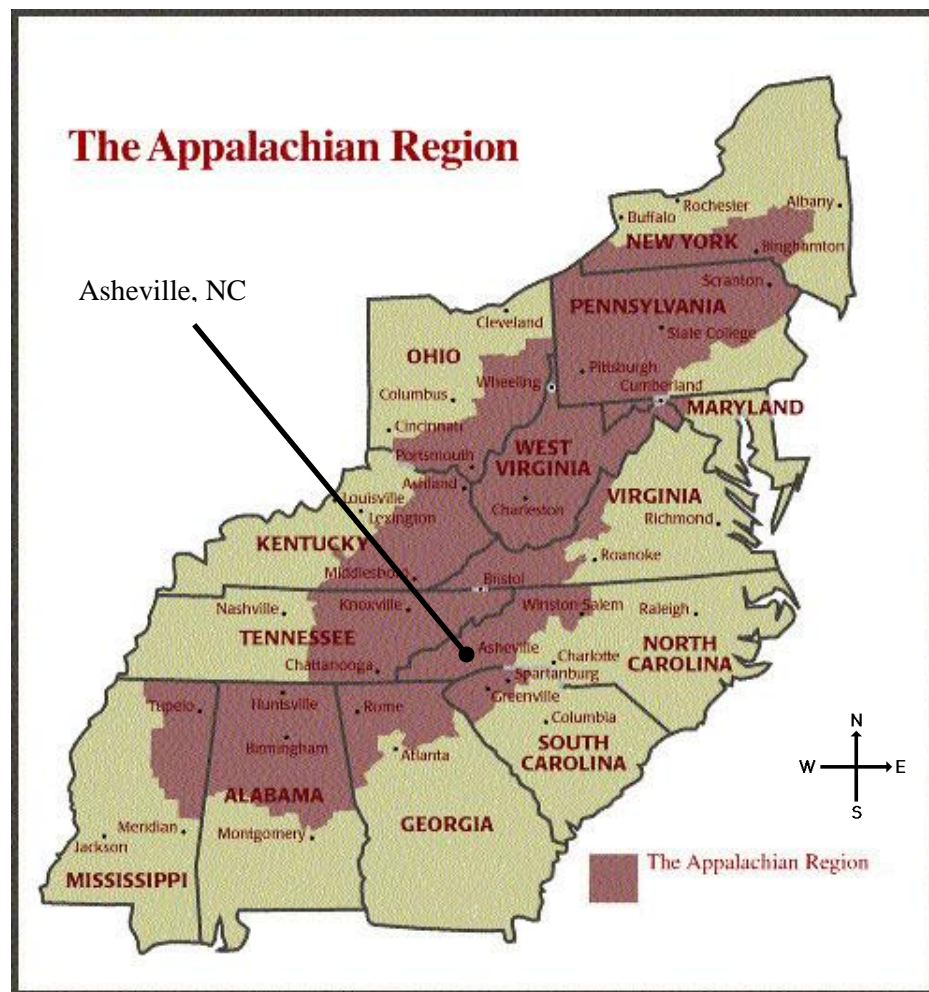 The Appalachian Region
Albany
Rochester
Buffalo
NEW YORK
Binghamton
Asheville, NC
Scranton
PENNSYLVANIA
Cleveland
State College
OHIO
Pittsburgh
Wheeling
Cumberland
Columbus
MARYLAND
Cincinnati
WEST
VIRGINIA
Portsmouth
Ashland
Louisville
VIRGINIA
Charleston
Lexington
Richmond
KENTUCKY
Roanoke
Middlesboro
Bristol
Nashville
Knoxville
Winston-Salem
Raleigh
TENNESSEE
Asheville
NORTH
CAROLINA
Charlotte
Chattanooga
Spartanburg
Greenville
Tupelo
Huntsville
Rome
Columbia
N
Birmingham
Atlanta
SOUTH
CAROLINA
W E
ALABAMA
S
Meridian
Montgomery
GEORGIA
Jackson
The Appalachian Region
MISSISSIPPI